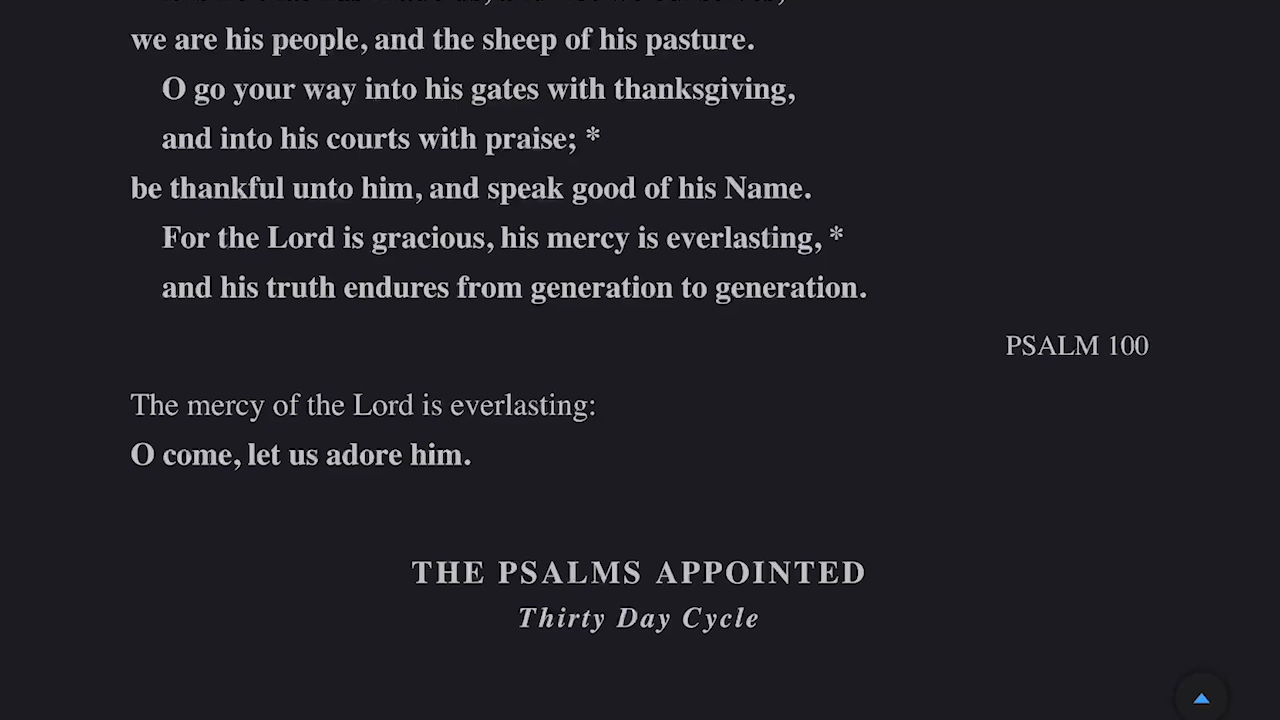 we are his people, and the sheep of his pasture.
O go your way into his gates with thanksgiving,
and into his courts with praise; *
be thankful unto him, and speak good of his Name.
For the Lord is gracious, his mercy is everlasting, *
and his truth endures from generation to generation.
PSALM 100
The mercy of the Lord is everlasting:
O come, let us adore him.
THE PSALMS APPOINTED
Thirty Day Cycle